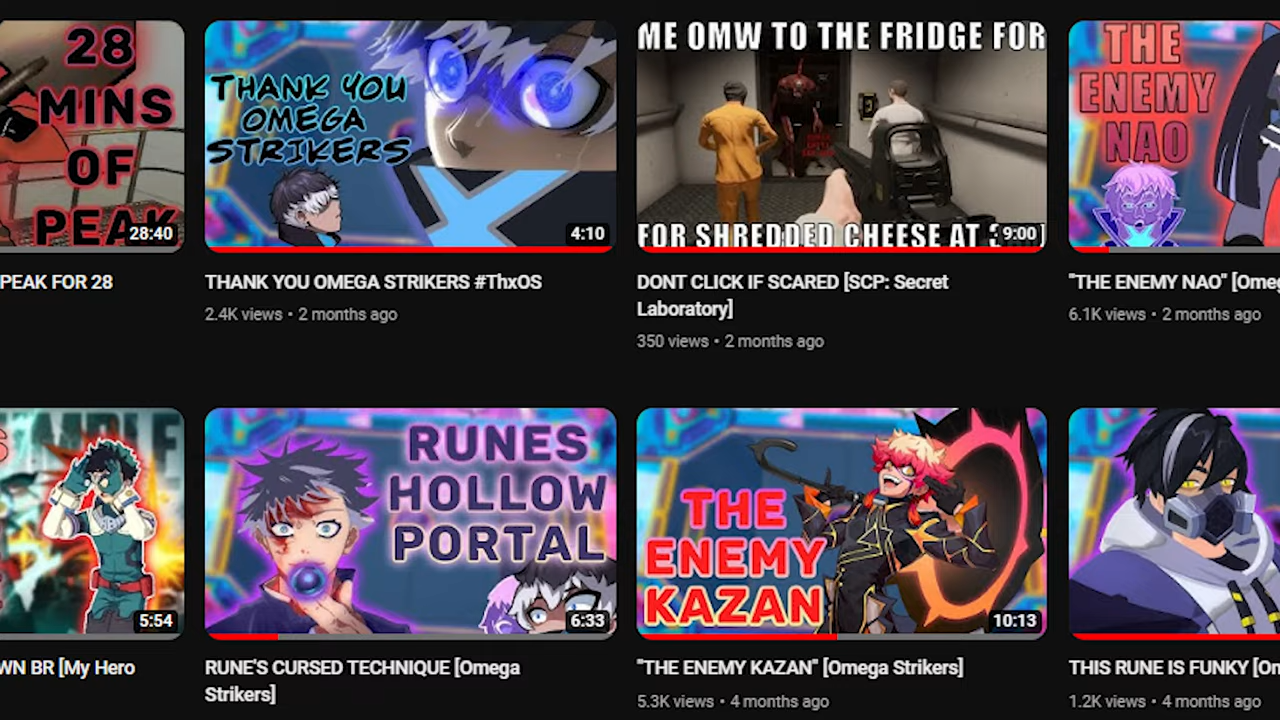 28
MINS
OF
PEAK
28:40
THANK YOU
OMEGA
STRIKERS
4:10
ME OMW TO THE FRIDGE FOR
FOR SHREDDED CHEESE AT
9:00
THE
ENEMY
NAO
PEAK FOR 28
THANK YOU OMEGA STRIKERS #ThxOS
2.4K views • 2 months ago
DONT CLICK IF SCARED [SCP: Secret
Laboratory]
350 views • 2 months ago
"THE ENEMY NAO" [Omeg
6.1K views • 2 months ago
5:54
RUNES
HOLLOW
PORTAL
6:33
THE
ENEMY
KAZAN
10:13
WN BR [My Hero
RUNE'S CURSED TECHNIQUE [Omega
Strikers]
"THE ENEMY KAZAN" [Omega Strikers]
5.3K views • 4 months ago
THIS RUNE IS FUNKY [Om
1.2K views • 4 months ago